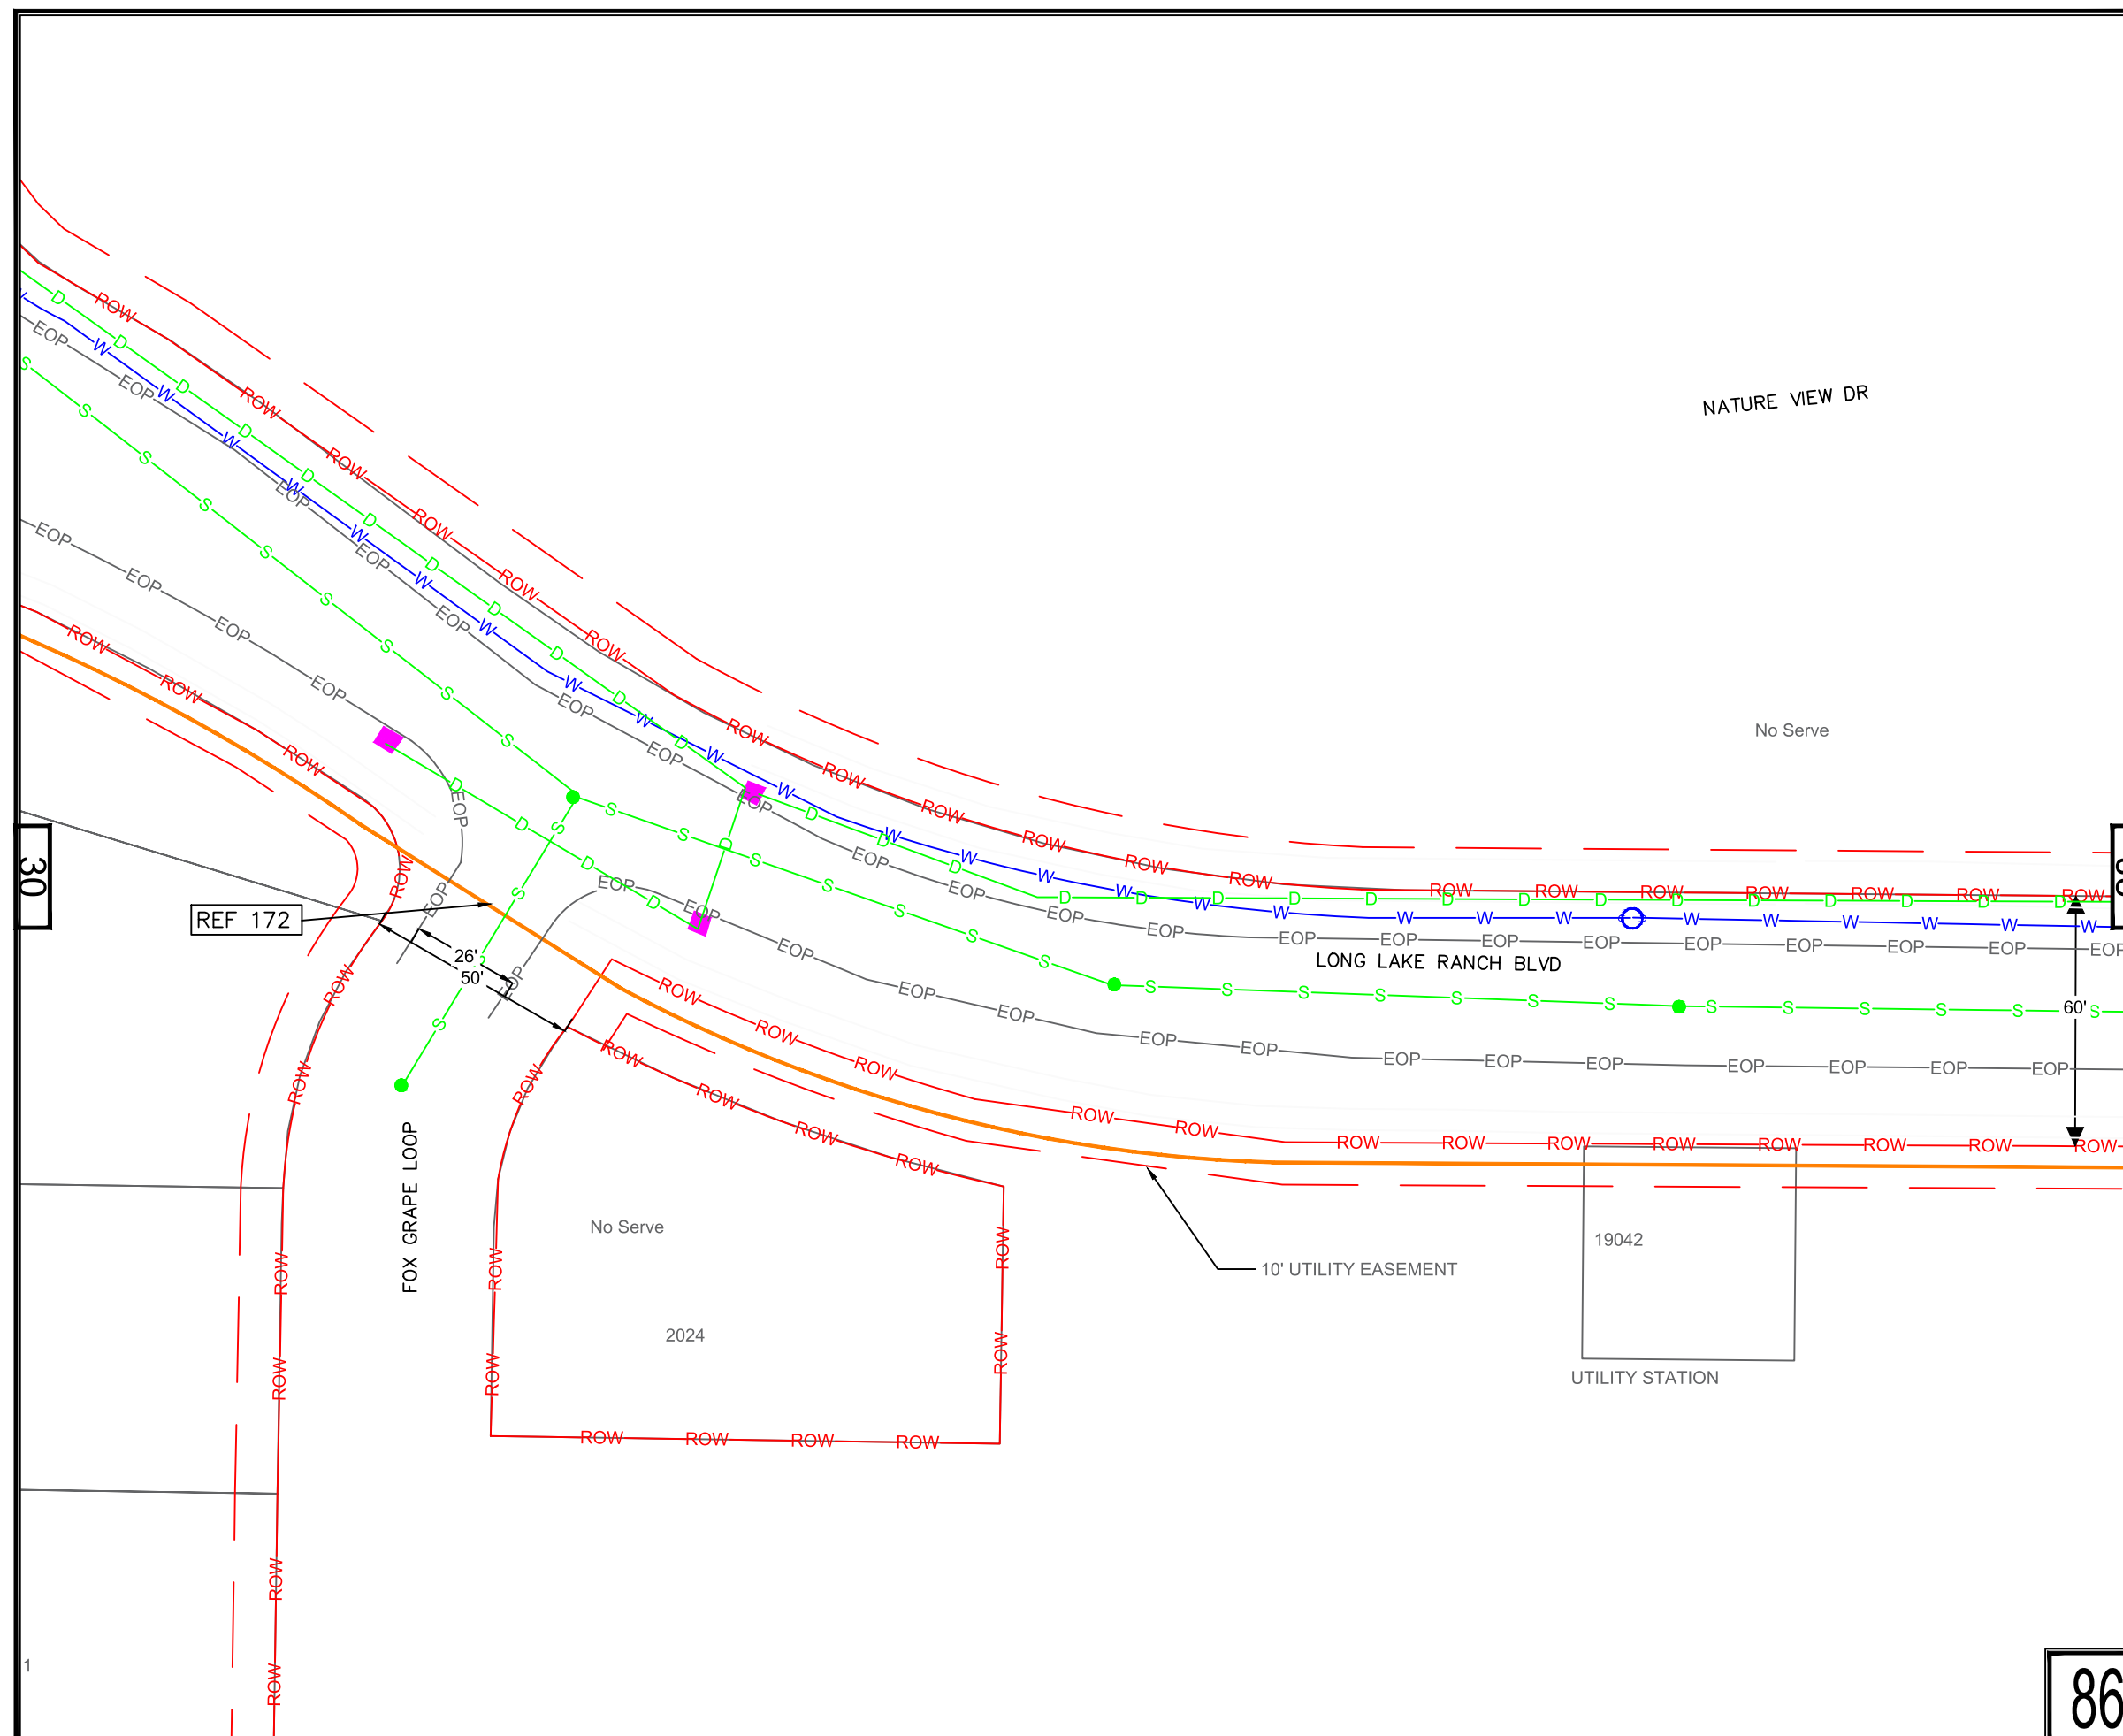 NATURE VIEW DR
No Serve
30
REF 172
26'
50'
LONG LAKE RANCH BLVD
60'
FOX GRAPE LOOP
No Serve
2024
10' UTILITY EASEMENT
19042
UTILITY STATION
1
86
ROW
EOP
D
W
S